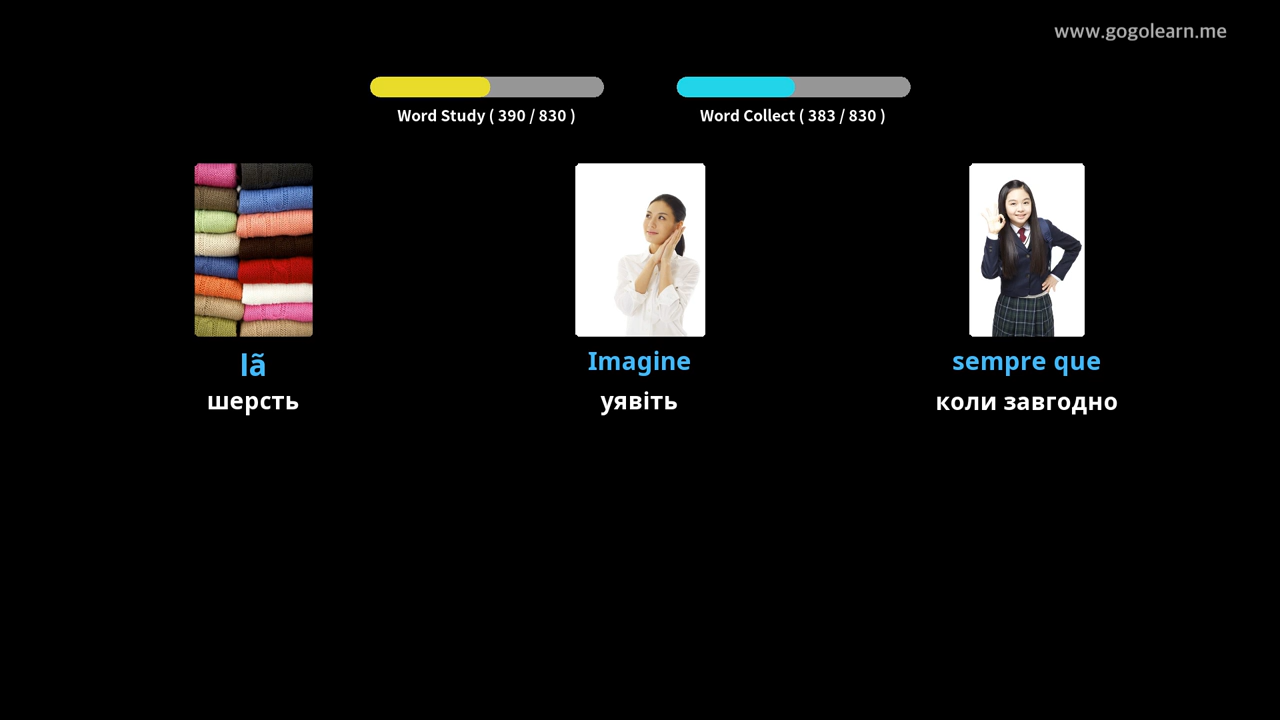 www.gogolearn.me
Word Study ( 390 / 830 )
Word Collect ( 383 / 830 )
lã
шерсть
Imagine
уявіть
sempre que
коли завгодно